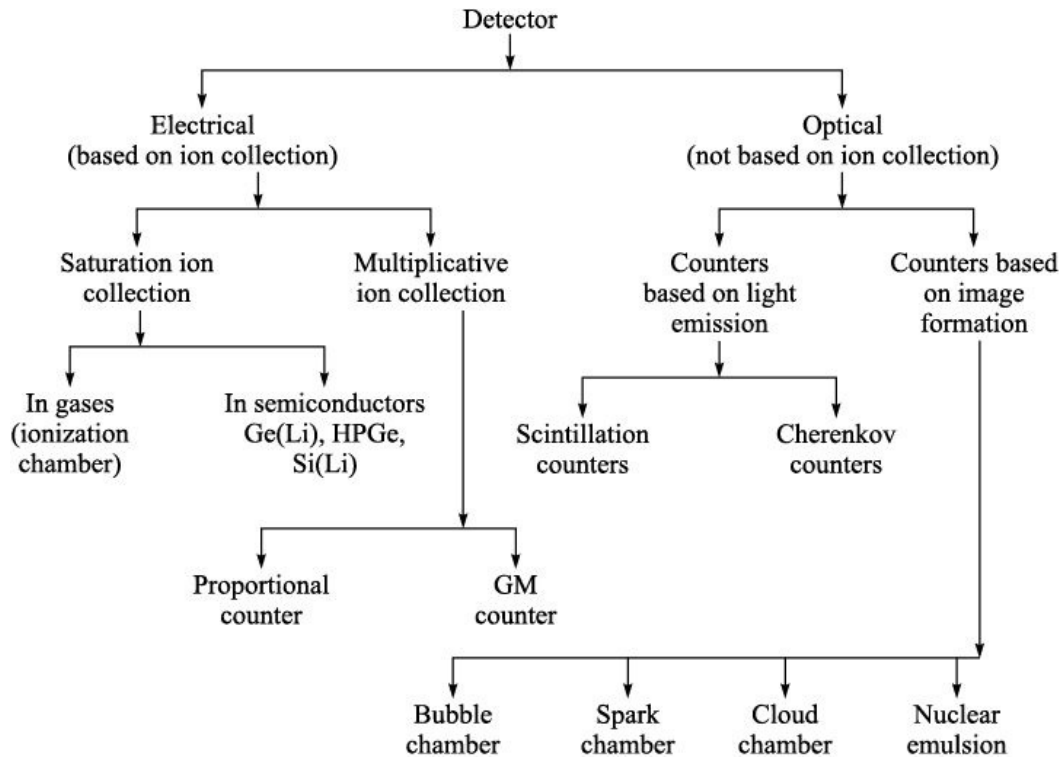 Detector
Electrical
(based on ion collection)
Optical
(not based on ion collection)
Saturation ion
collection
Multiplicative
ion collection
Counters
based on light
emission
Counters based
on image
formation
In gases
(ionization
chamber)
In semiconductors
Ge(Li), HPGe,
Si(Li)
Scintillation
counters
Cherenkov
counters
Proportional
counter
GM
counter
Bubble
chamber
Spark
chamber
Cloud
chamber
Nuclear
emulsion